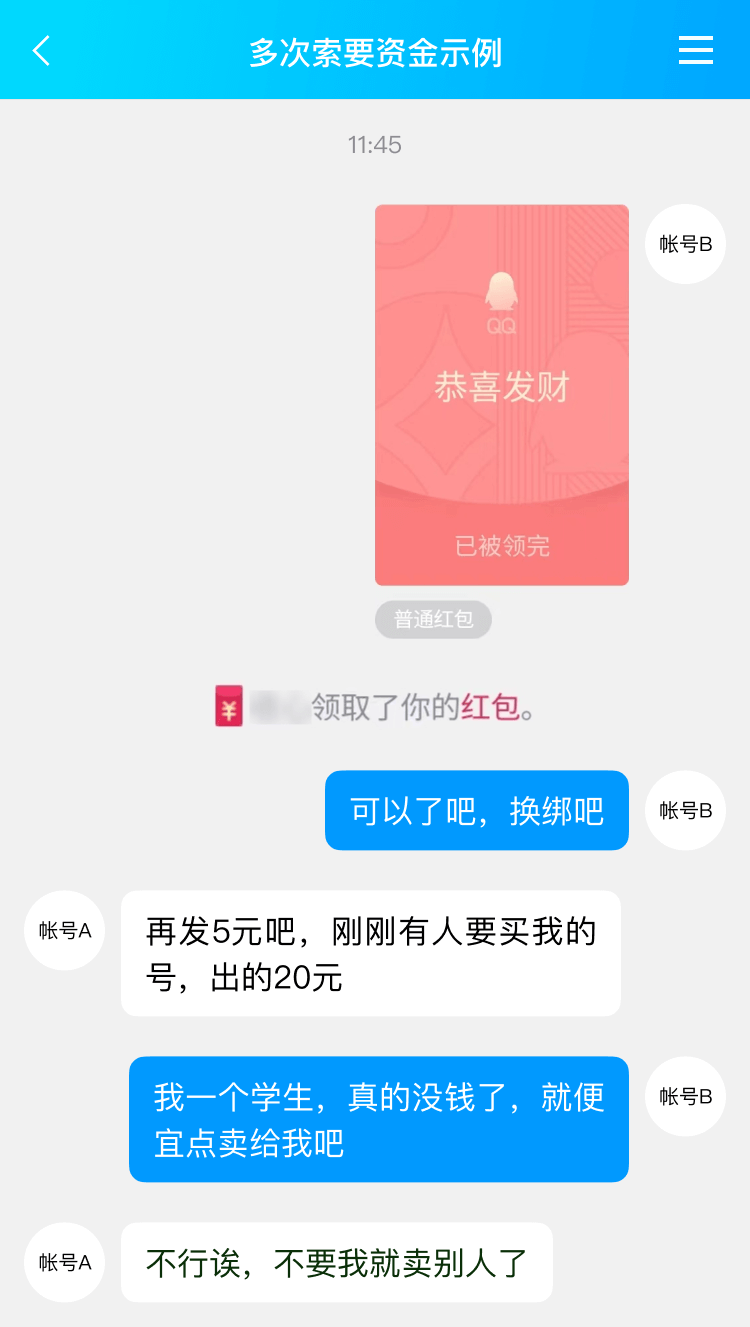 多次索要资金示例
11:45
帐号B
QQ
恭喜发财
已被领完
普通红包
领取了你的红包。
可以了吧，换绑吧
帐号B
帐号A
再发5元吧，刚刚有人要买我的
号，出的20元
我一个学生，真的没钱了，就便
宜点卖给我吧
帐号B
帐号A
不行诶，不要我就卖别人了